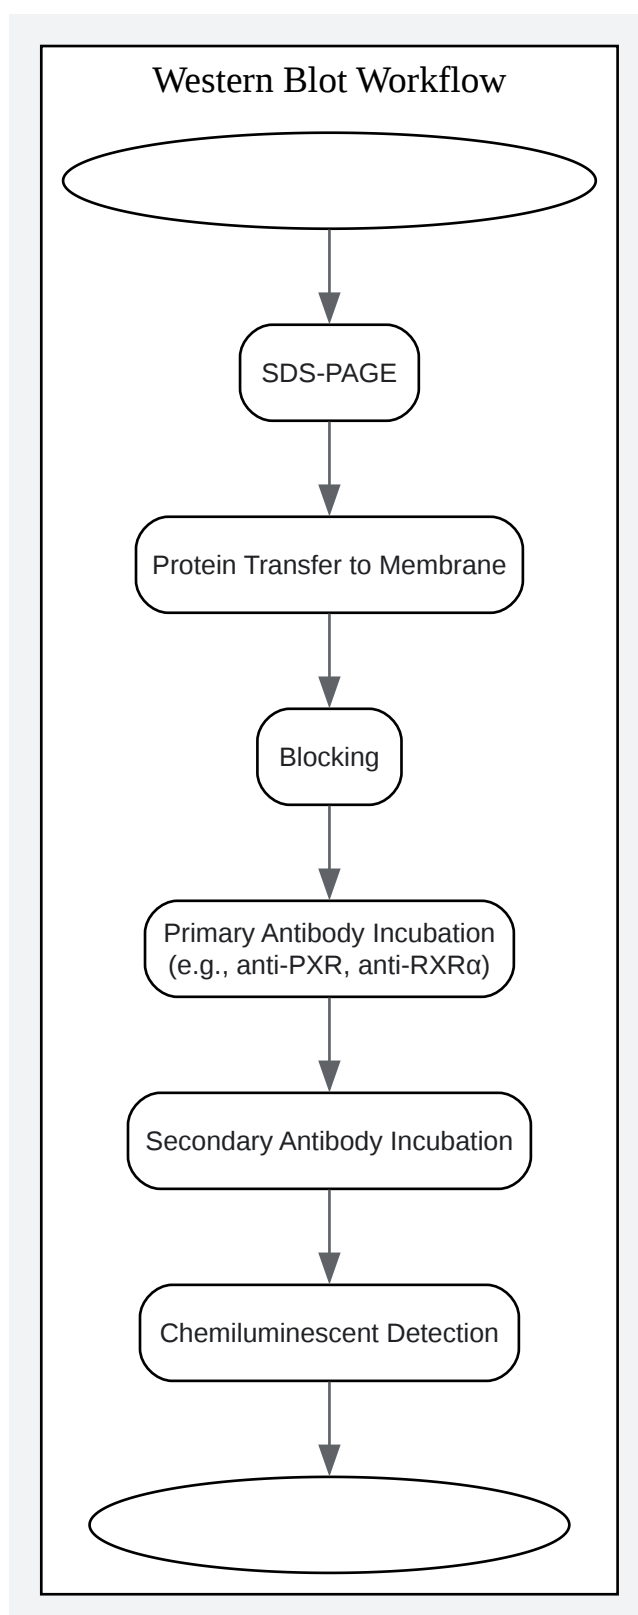 Western Blot Workflow
SDS-PAGE
Protein Transfer to Membrane
Blocking
Primary Antibody Incubation
(e.g., anti-PXR, anti-RXRα)
Secondary Antibody Incubation
Chemiluminescent Detection